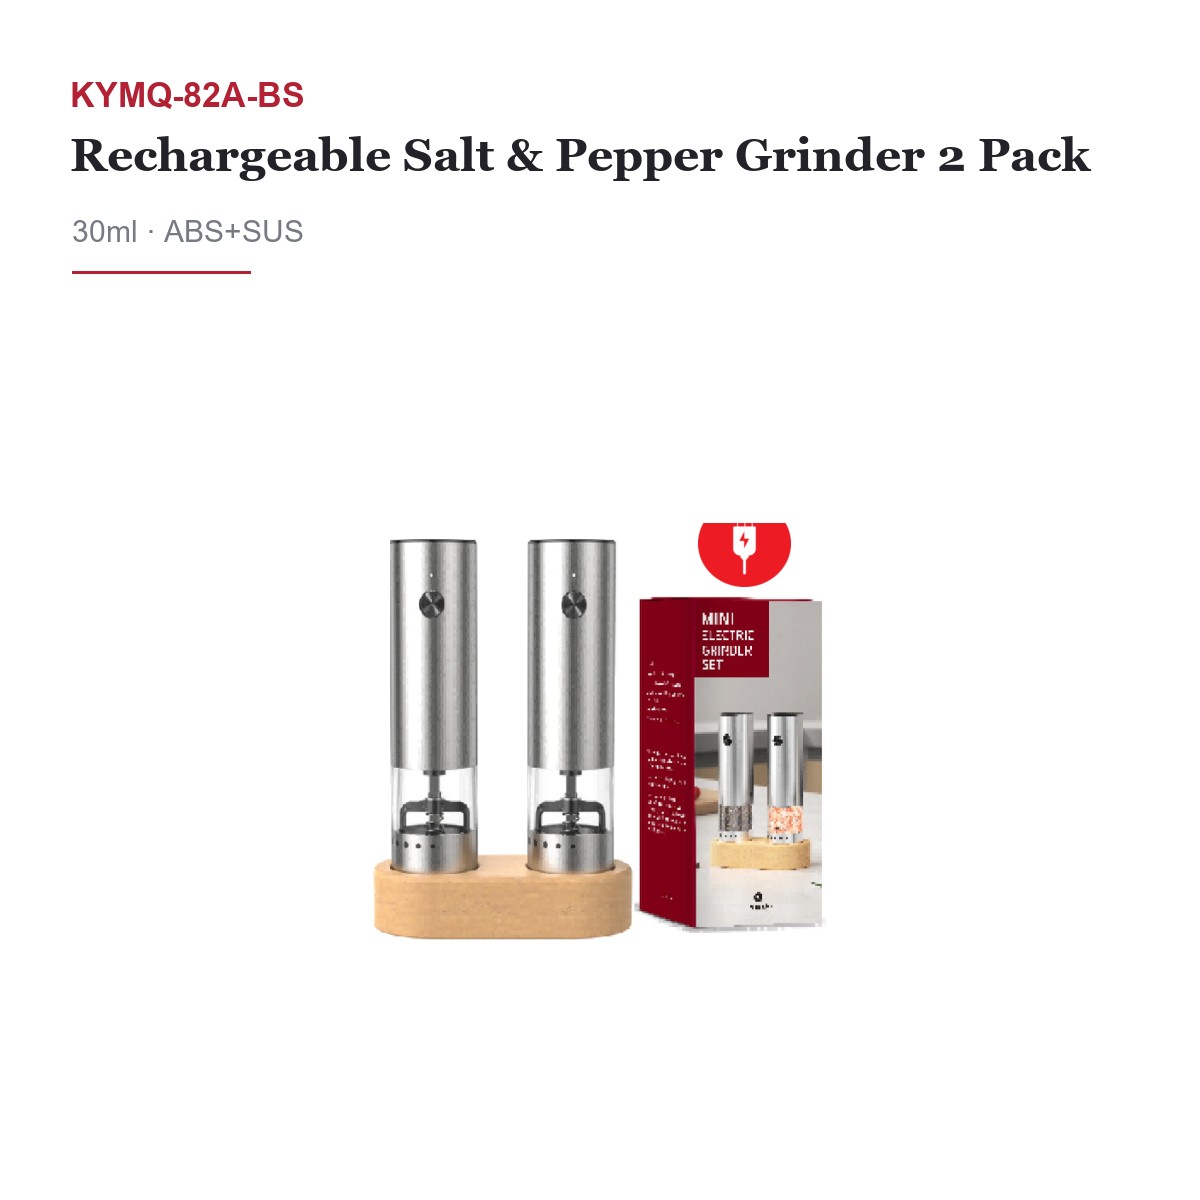 KYMQ-82A-BS
Rechargeable Salt & Pepper Grinder 2 Pack
30ml · ABS+SUS
MINI
ELECTRIC
GRINDER
SET